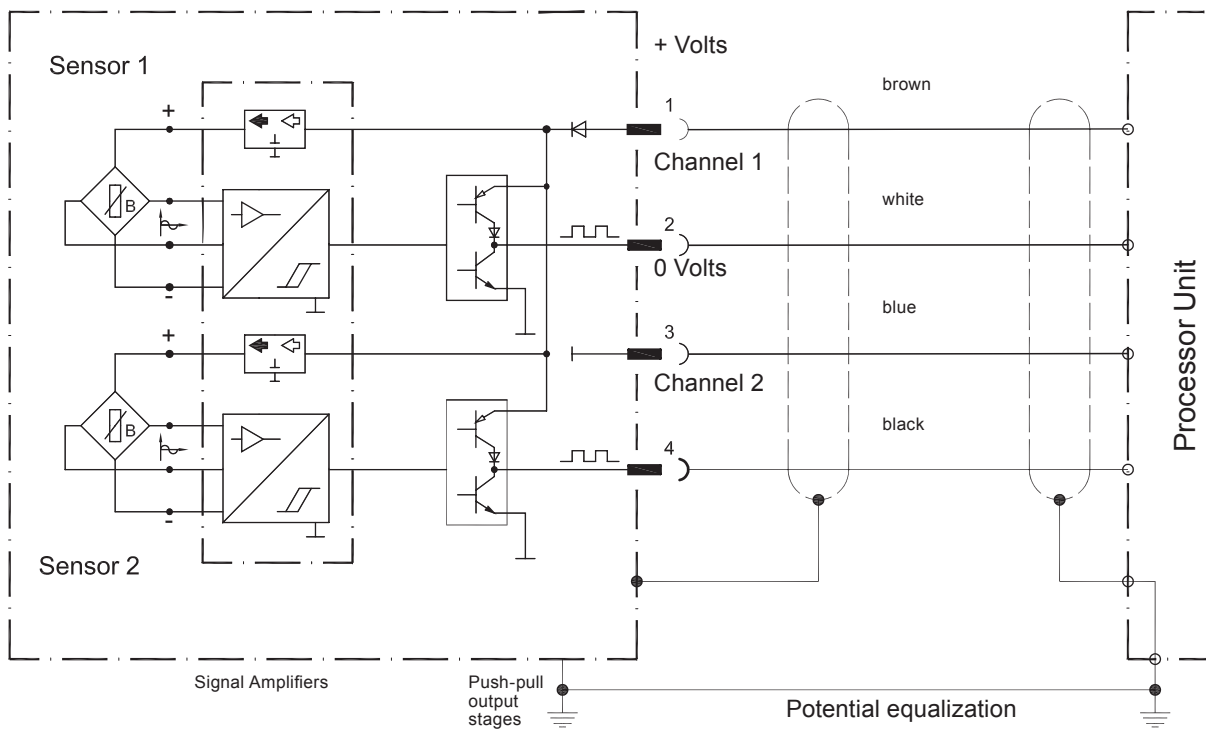 + Volts
Sensor 1
brown
+
1
Channel 1
white
B
2
-
0 Volts
+
blue
3
Channel 2
B
black
4
-
Sensor 2
Processor Unit
Signal Amplifiers
Push-pull
output
stages
Potential equalization